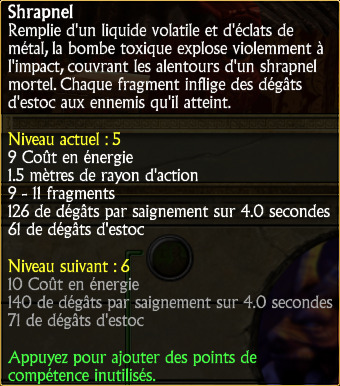 Shrapnel
Remplie d'un liquide volatile et d'éclats de
métal, la bombe toxique explose violemment à
l'impact, couvrant les alentours d'un shrapnel
mortel. Chaque fragment inflige des dégâts
d'estoc aux ennemis qu'il atteint.
Niveau actuel : 5
9 Coût en énergie
1.5 mètres de rayon d'action
9 - 11 fragments
126 de dégâts par saignement sur 4.0 secondes
61 de dégâts d'estoc
Niveau suivant : 6
10 Coût en énergie
140 de dégâts par saignement sur 4.0 secondes
71 de dégâts d'estoc
Appuyez pour ajouter des points de
compétence inutilisés.